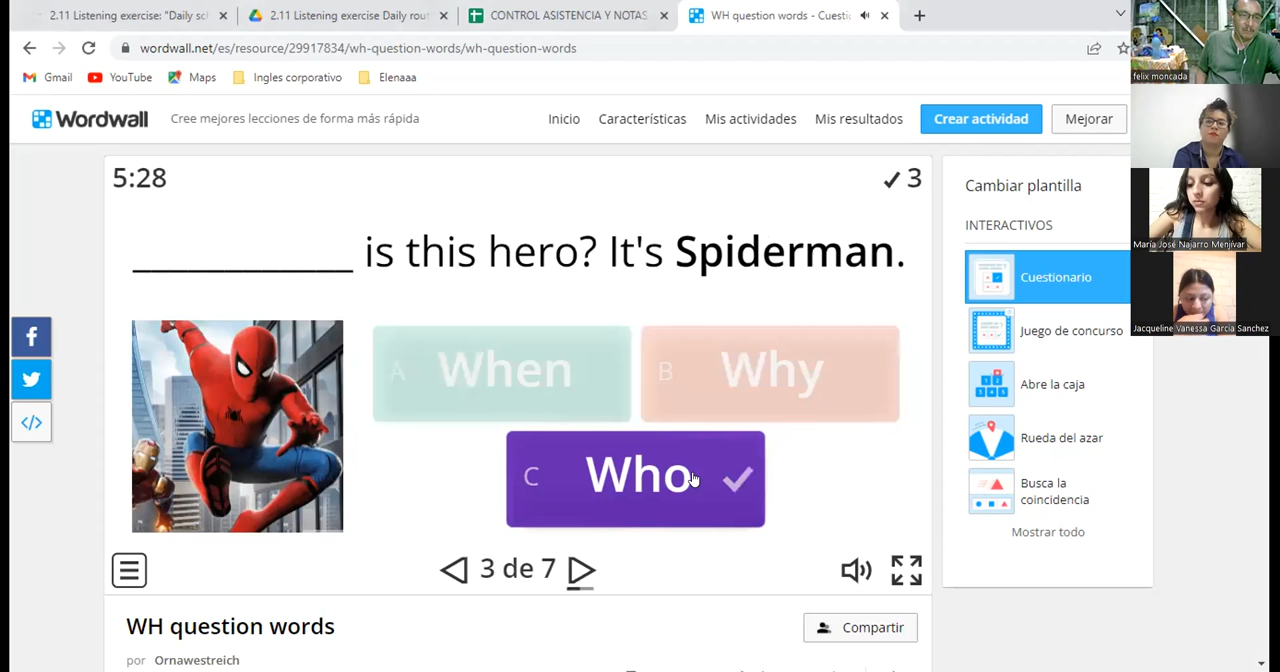 2.11 Listening exercise: "Daily sc
2.11 Listening exercise Daily rout
CONTROL ASISTENCIA Y NOTAS
WH question words - Cuestic
wordwall.net/es/resource/29917834/wh-question-words/wh-question-words
Gmail
YouTube
Maps
Ingles corporativo
Elenaaa
felix moncada
Wordwall
Cree mejores lecciones de forma más rápida
Inicio
Características
Mis actividades
Mis resultados
Crear actividad
Mejorar
5:28
3
____________ is this hero? It's Spiderman.
A When
B Why
C Who
3 de 7
WH question words
por Ornawestreich
Compartir
Cambiar plantilla
INTERACTIVOS
Cuestionario
Juego de concurso
Abre la caja
Rueda del azar
Busca la
coincidencia
Mostrar todo
María José Najarro Menjívar
Jacqueline Vanessa García Sanchez